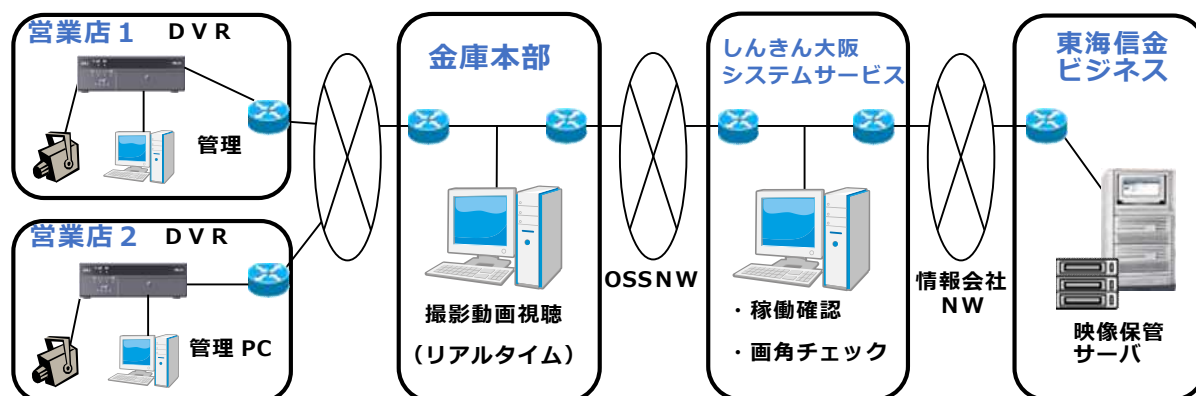 営業店１ ＤＶＲ
管理
営業店２ ＤＶＲ
管理 PC
金庫本部
撮影動画視聴
（リアルタイム）
OSSNW
しんきん大阪
システムサービス
・稼働確認
・画角チェック
情報会社
NW
東海信金
ビジネス
映像保管
サーバ